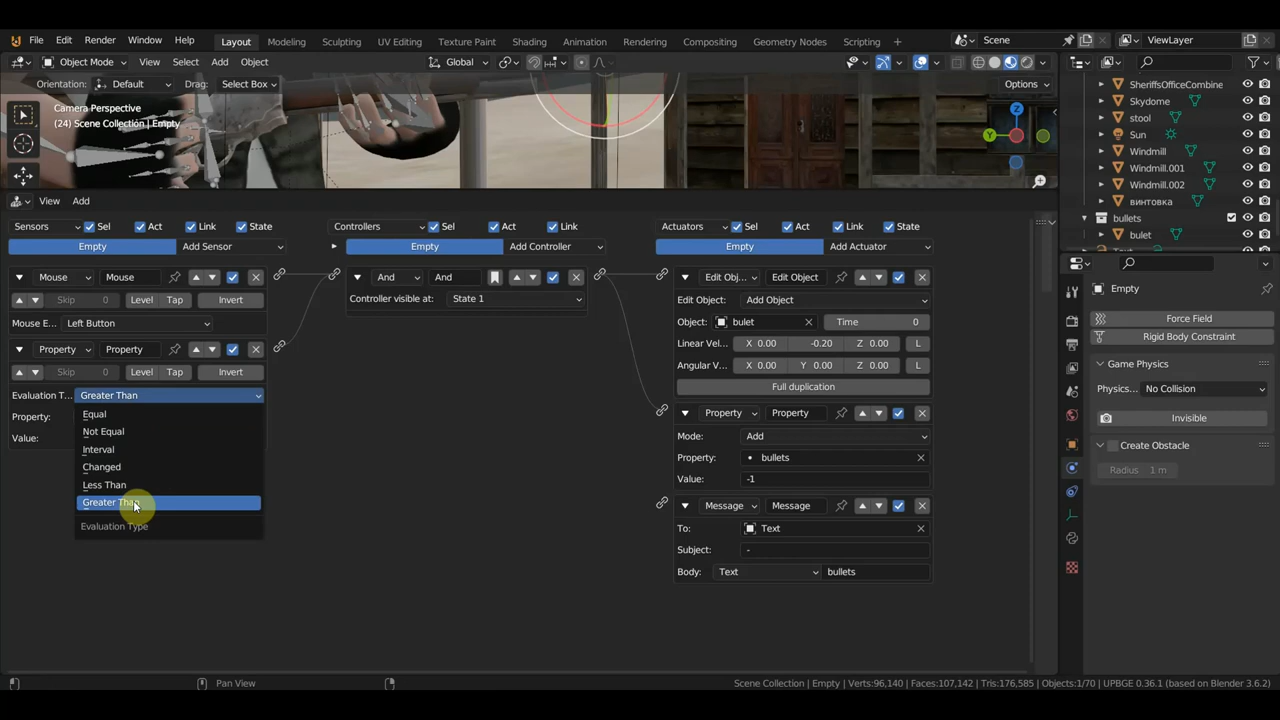 File Edit Render Window Help Layout Modeling Sculpting UV Editing Texture Paint Shading Animation Rendering Compositing Geometry Nodes Scripting + Scene ViewLayer
Object Mode View Select Add Object Global
Orientation: Default Drag: Select Box Options
Camera Perspective
(24) Scene Collection | Empty
Z
Y
SheriffsOfficeCombine
Skydome
stool
Sun
Windmill
Windmill.001
Windmill.002
винтовка
bullets
bulet
View Add
Sensors Sel Act Link State Controllers Sel Act Link Actuators Sel Act Link State
Empty Add Sensor Empty Add Controller Empty Add Actuator
Mouse Mouse And And Edit Obj... Edit Object
Skip 0 Level Tap Invert Controller visible at: State 1 Edit Object: Add Object
Mouse E... Left Button Object: bulet Time 0
Property Property Linear Vel... X 0.00 -0.20 Z 0.00 L
Skip 0 Level Tap Invert Angular V... X 0.00 Y 0.00 Z 0.00 L
Evaluation T... Greater Than Full duplication
Property: Equal Property Property
Value: Not Equal Mode: Add
Interval Property: bullets
Changed Value: -1
Less Than
Greater Than Message Message
Evaluation Type To: Text
Subject: -
Body: Text bullets
Empty
Force Field
Rigid Body Constraint
Game Physics
Physics... No Collision
Invisible
Create Obstacle
Radius 1 m
Pan View Scene Collection | Empty | Verts:96,140 | Faces:107,142 | Tris:176,585 | Objects:1/70 | UPBGE 0.36.1 (based on Blender 3.6.2)